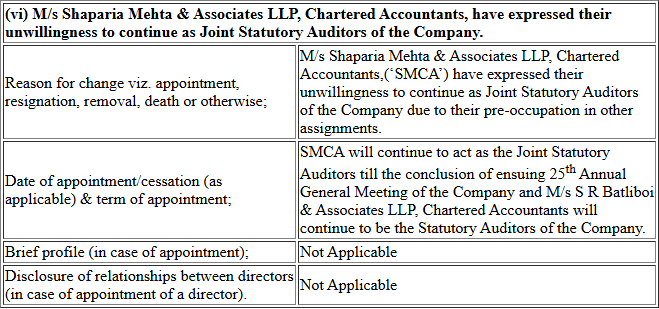 (vi) M/s Shaparia Mehta & Associates LLP, Chartered Accountants, have expressed their
unwillingness to continue as Joint Statutory Auditors of the Company.
Reason for change viz. appointment,
resignation, removal, death or otherwise;
M/s Shaparia Mehta & Associates LLP, Chartered
Accountants,(‘SMCA’) have expressed their
unwillingness to continue as Joint Statutory Auditors
of the Company due to their pre-occupation in other
assignments.
Date of appointment/cessation (as
applicable) & term of appointment;
SMCA will continue to act as the Joint Statutory
Auditors till the conclusion of ensuing 25th Annual
General Meeting of the Company and M/s S R Batliboi
& Associates LLP, Chartered Accountants will
continue to be the Statutory Auditors of the Company.
Brief profile (in case of appointment);
Not Applicable
Disclosure of relationships between directors
(in case of appointment of a director).
Not Applicable